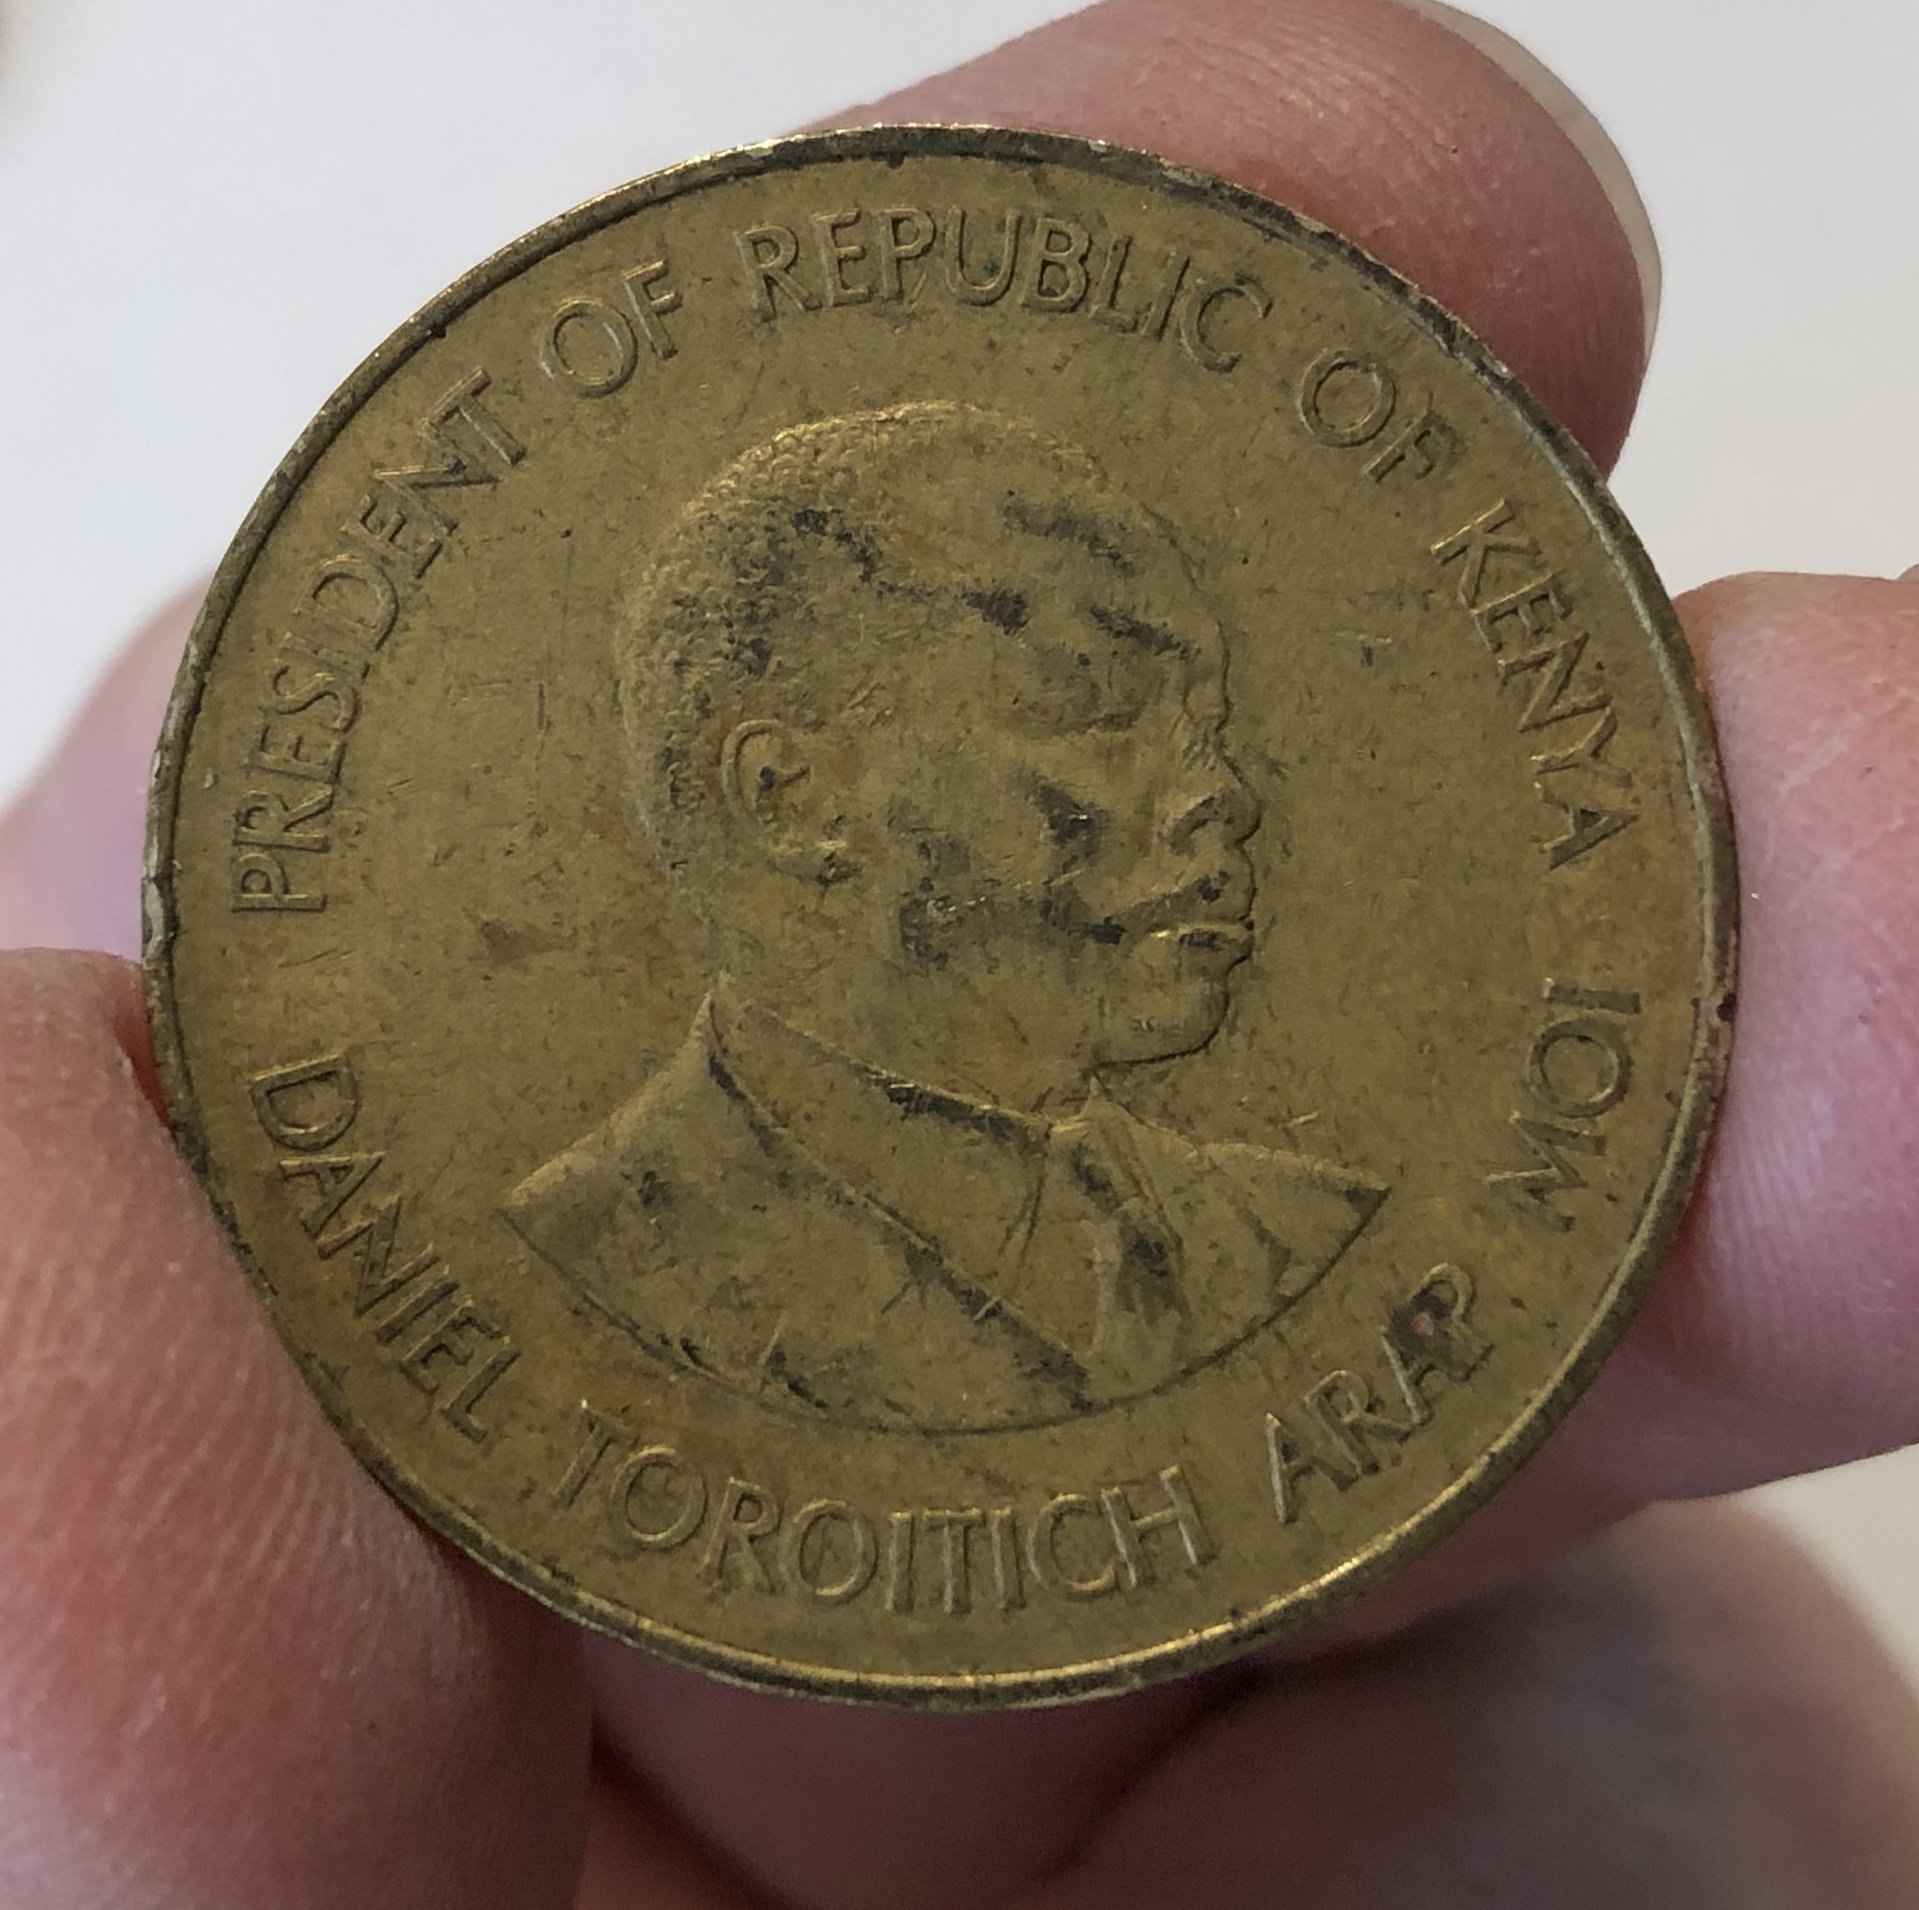 PRESIDENT OF REPUBLIC OF KENYA
DANIEL TOROITICH ARAP MOI